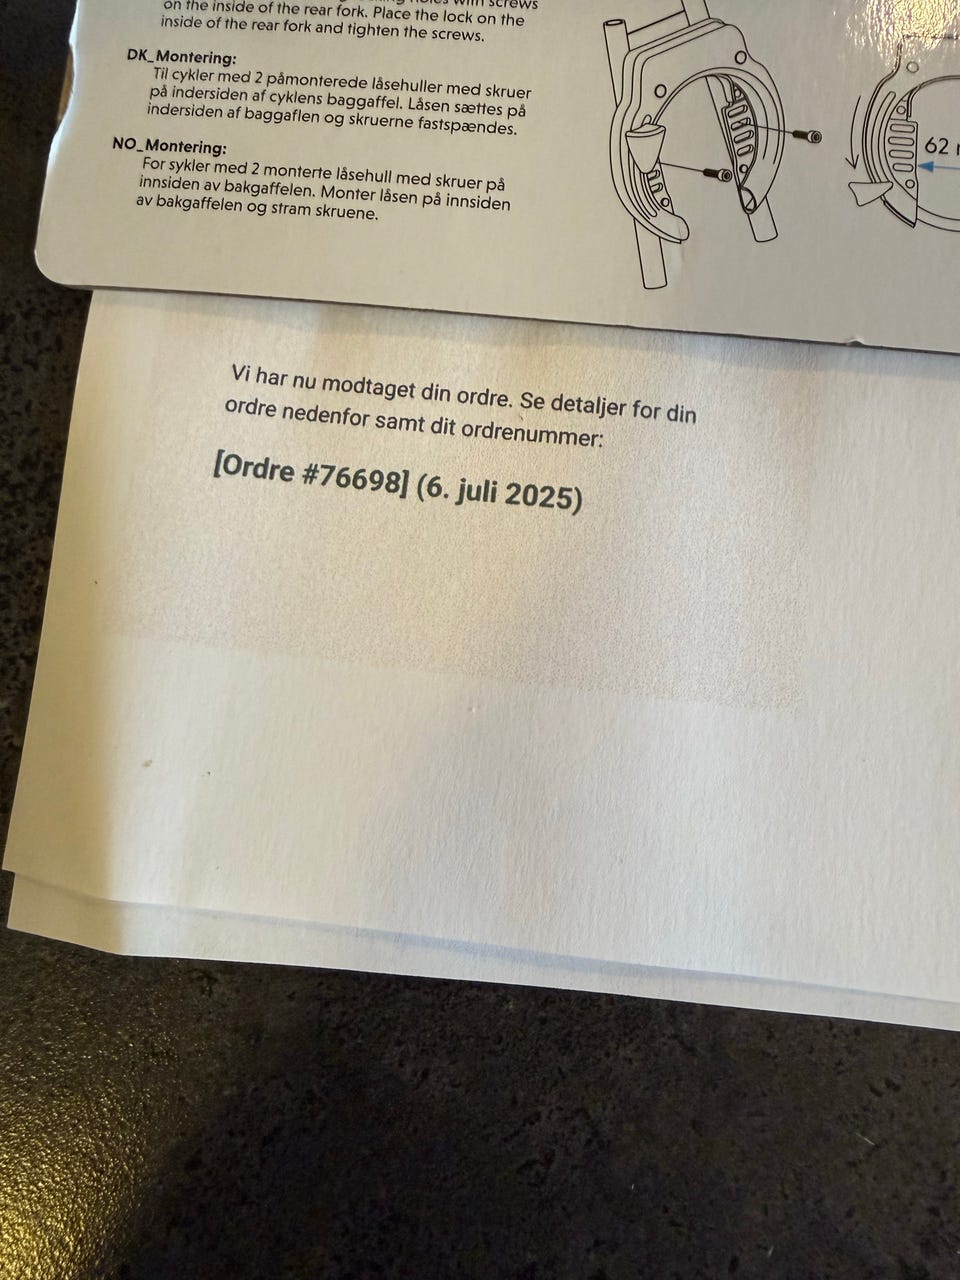 on the inside of the rear fork. Place the lock on the
inside of the rear fork and tighten the screws.
DK_Montering:
Til cykler med 2 påmonterede låsehuller med skruer
på indersiden af cyklens baggaffel. Låsen sættes på
indersiden af baggaflen og skruerne fastspændes.
NO_Montering:
For sykler med 2 monterte låsehull med skruer på
innsiden av bakgaffelen. Monter låsen på innsiden
av bakgaffelen og stram skruene.
62
Vi har nu modtaget din ordre. Se detaljer for din
ordre nedenfor samt dit ordrenummer:
[Ordre #76698] (6. juli 2025)